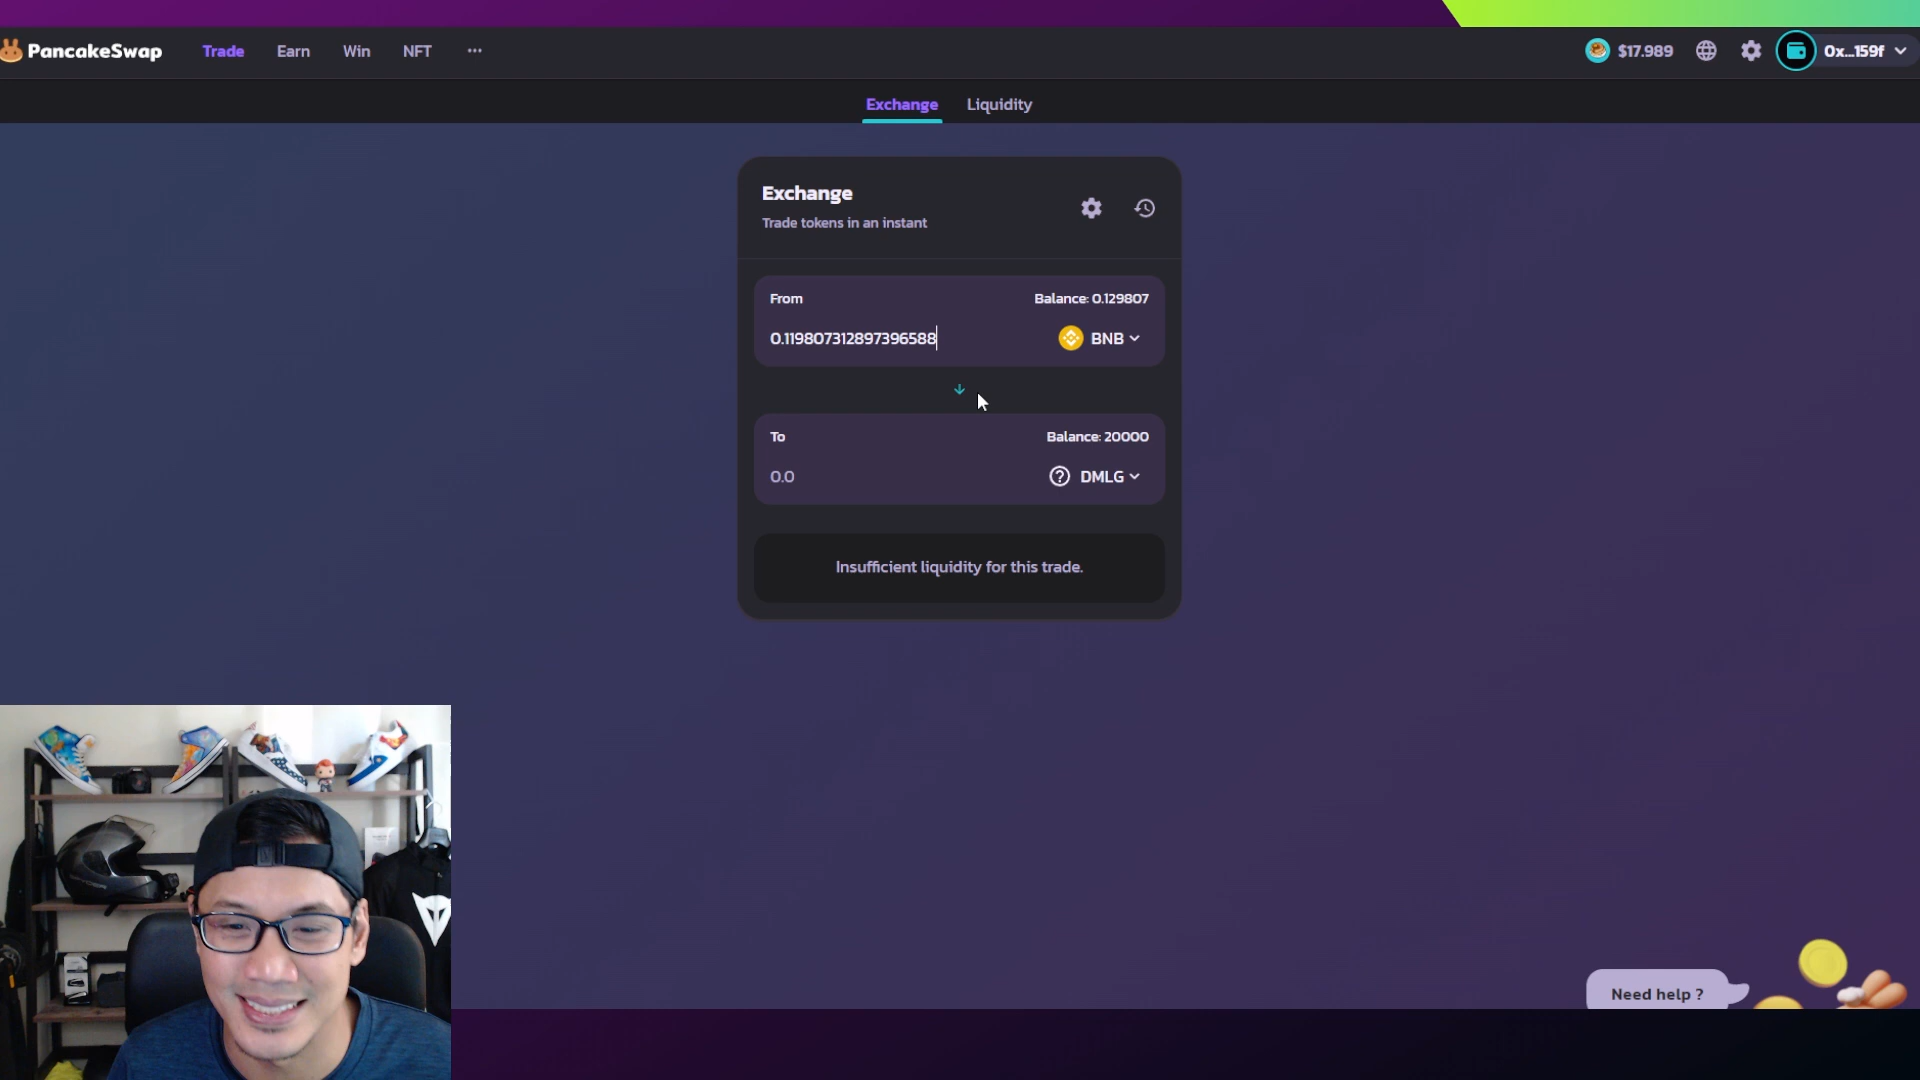 PancakeSwap
Trade
Earn
Win
NFT
$17.989
0x...159f
Exchange
Liquidity
Exchange
Trade tokens in an instant
From
Balance: 0.129807
0.119807312897396588
BNB
To
Balance: 20000
0.0
DMLG
Insufficient liquidity for this trade.
Need help ?